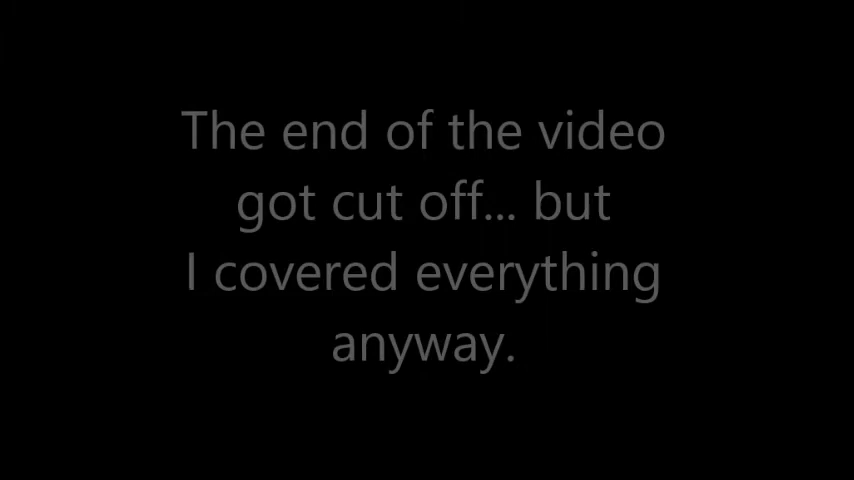 The end of the video
got cut off... but
I covered everything
anyway.